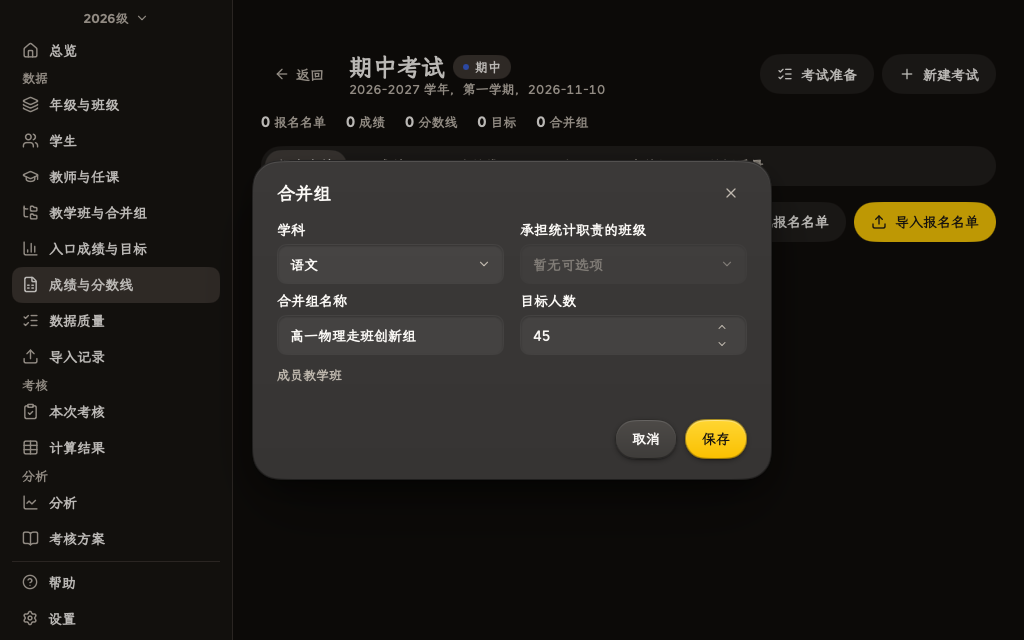 2026级
总览
数据
年级与班级
学生
教师与任课
教学班与合并组
入口成绩与目标
成绩与分数线
数据质量
导入记录
考核
本次考核
计算结果
分析
分析
考核方案
帮助
设置
返回
期中考试
期中
2026-2027 学年，第一学期，2026-11-10
考试准备
新建考试
0 报名名单
0 成绩
0 分数线
0 目标
0 合并组
报名名单
导入报名名单
合并组
学科
承担统计职责的班级
语文
暂无可选项
合并组名称
目标人数
高一物理走班创新组
45
成员教学班
取消
保存